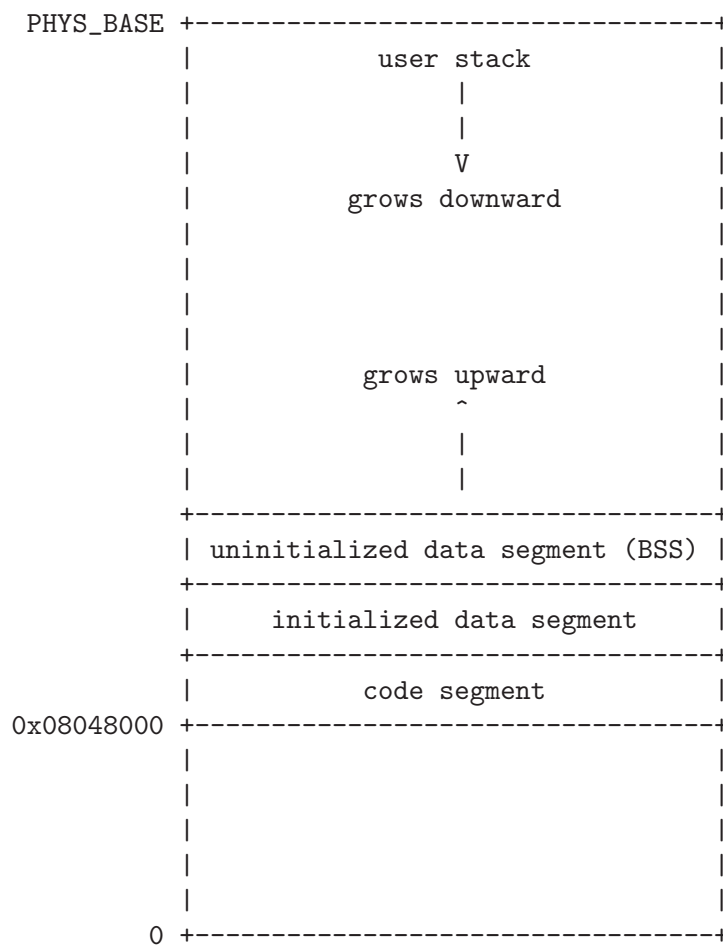 PHYS_BASE +----------------------------------+
| user stack |
| | |
| | |
| V |
| grows downward |
| |
| |
| |
| |
| grows upward |
| ^ |
| | |
| | |
+----------------------------------+
| uninitialized data segment (BSS) |
+----------------------------------+
| initialized data segment |
+----------------------------------+
| code segment |
0x08048000 +----------------------------------+
| |
| |
| |
| |
| |
0 +----------------------------------+